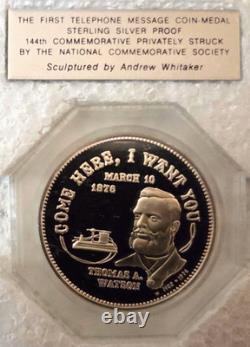 THE FIRST TELEPHONE MESSAGE COIN-MEDAL
STERLING SILVER PROOF
144th COMMEMORATIVE PRIVATELY STRUCK
BY THE NATIONAL COMMEMORATIVE SOCIETY
Sculptured by Andrew Whitaker
COME HERE, I WANT YOU
MARCH 10
1876
THOMAS A.
WATSON